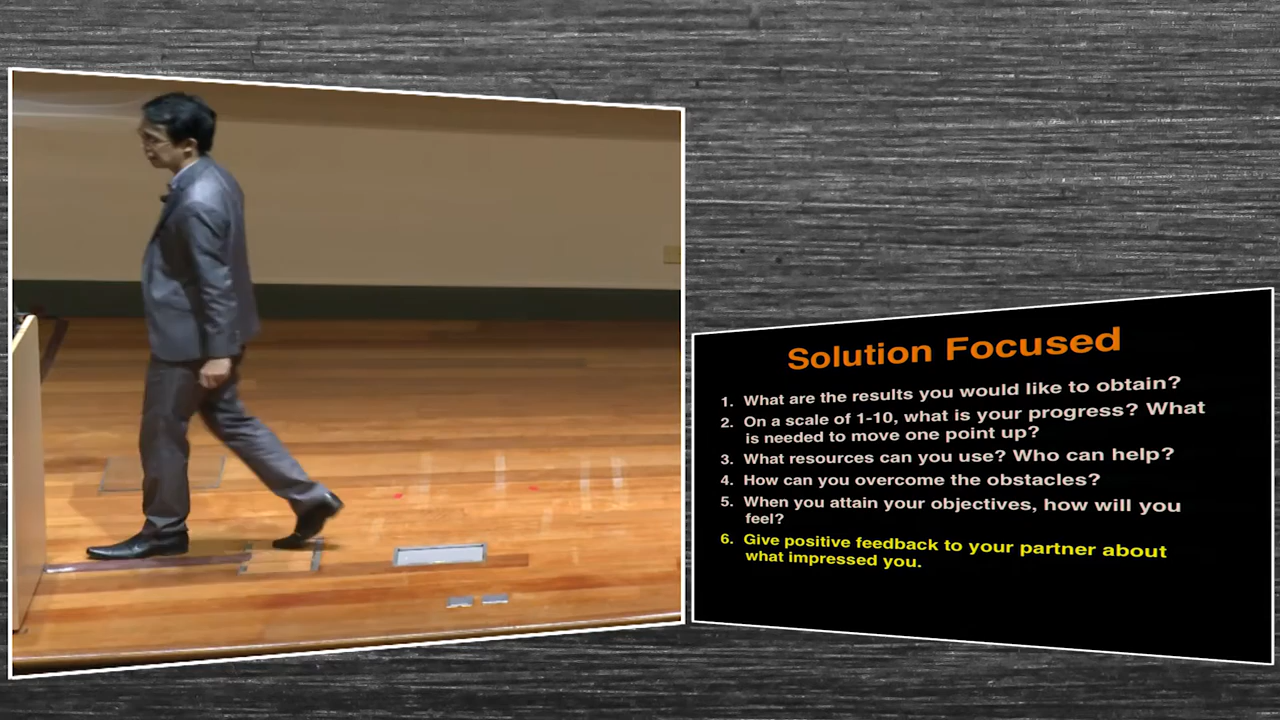 Solution Focused
1. What are the results you would like to obtain?
2. On a scale of 1-10, what is your progress? What
is needed to move one point up?
3. What resources can you use? Who can help?
4. How can you overcome the obstacles?
5. When you attain your objectives, how will you
feel?
6. Give positive feedback to your partner about
what impressed you.